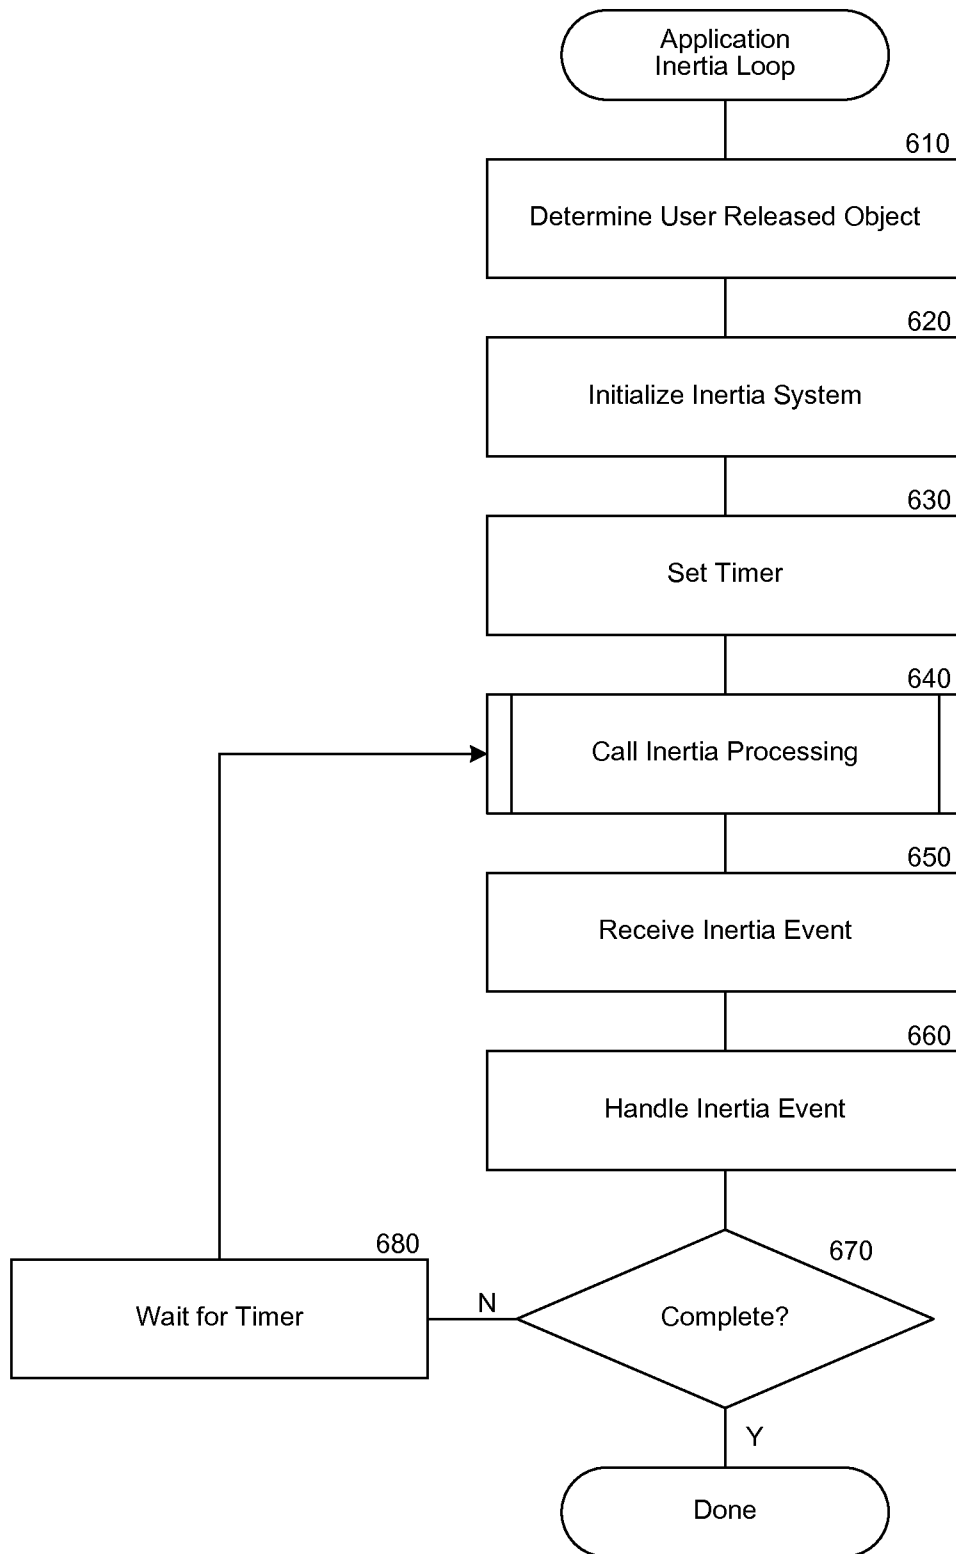 Application
Inertia Loop
610
Determine User Released Object
620
Initialize Inertia System
630
Set Timer
640
Call Inertia Processing
650
Receive Inertia Event
660
Handle Inertia Event
670
Complete?
N
680
Wait for Timer
Y
Done